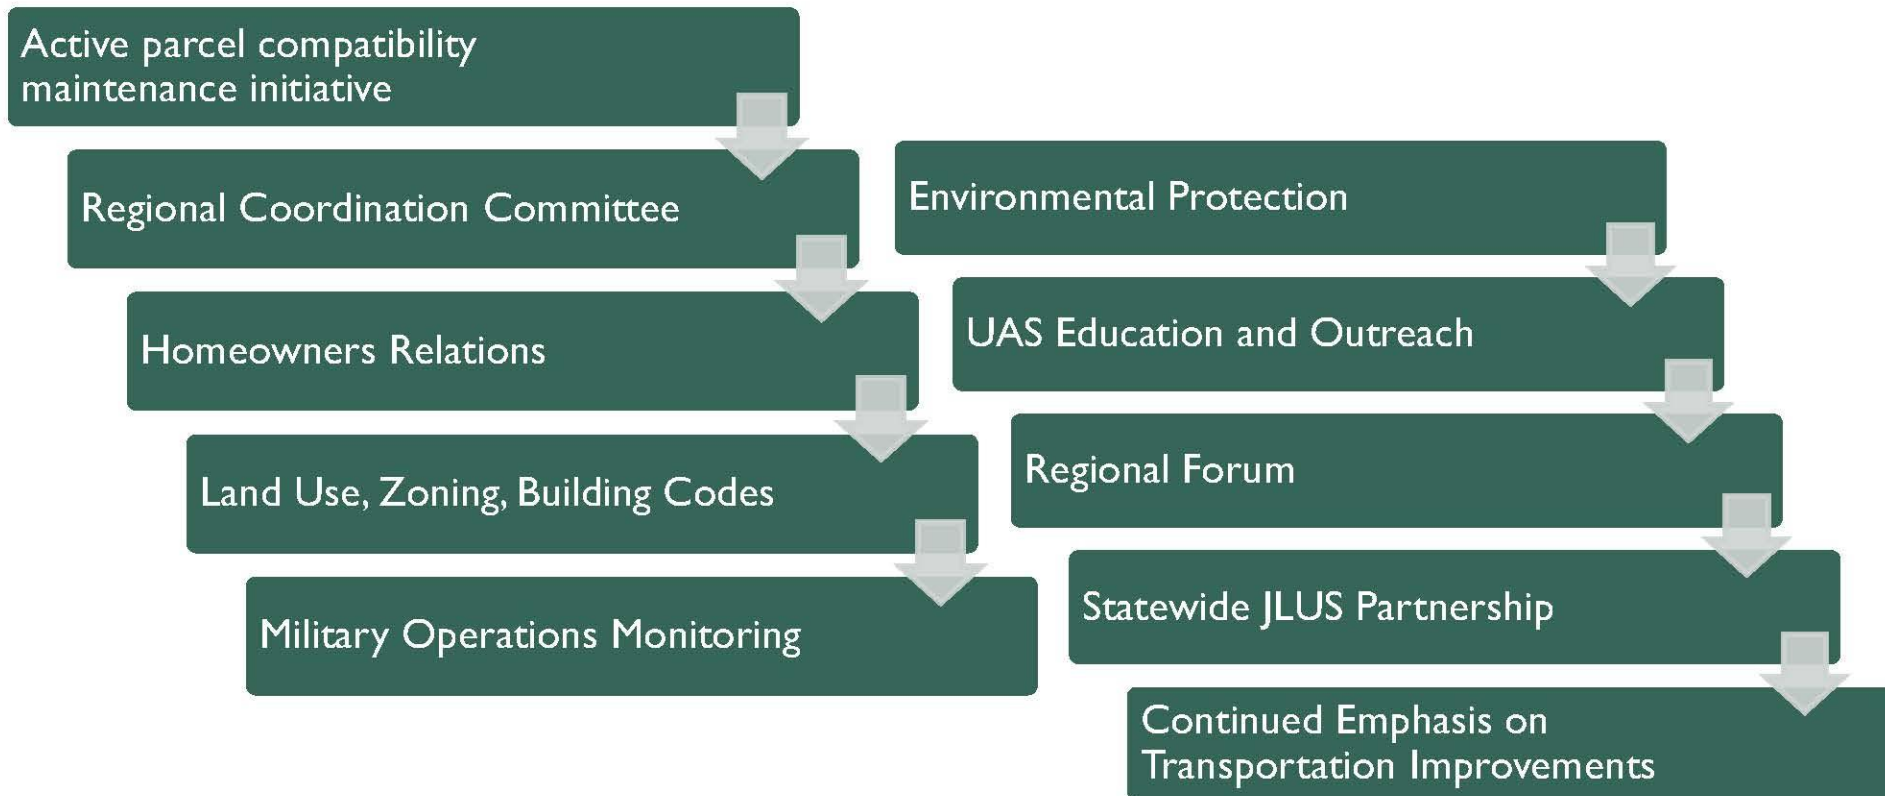 Active parcel compatibility
maintenance initiative
Regional Coordination Committee
Homeowners Relations
Land Use, Zoning, Building Codes
Military Operations Monitoring
Environmental Protection
UAS Education and Outreach
Regional Forum
Statewide JLUS Partnership
Continued Emphasis on
Transportation Improvements